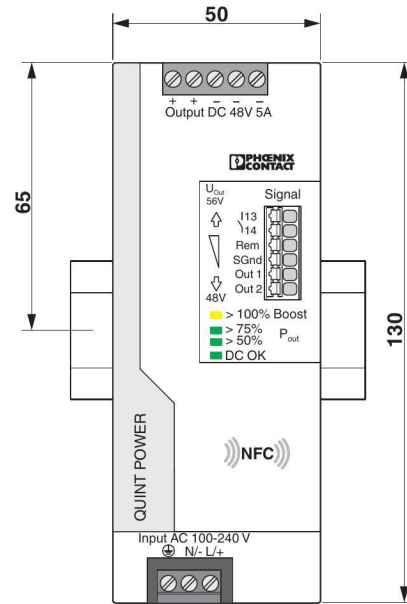 50
65
130
+ + − − −
Output DC 48V 5A
PHŒNIX
CONTACT
UOut
56V
Signal
13
14
Rem
SGnd
Out 1
Out 2
48V
> 100% Boost
> 75%
> 50%
Pout
DC OK
QUINT POWER
NFC
Input AC 100-240 V
N/- L/+